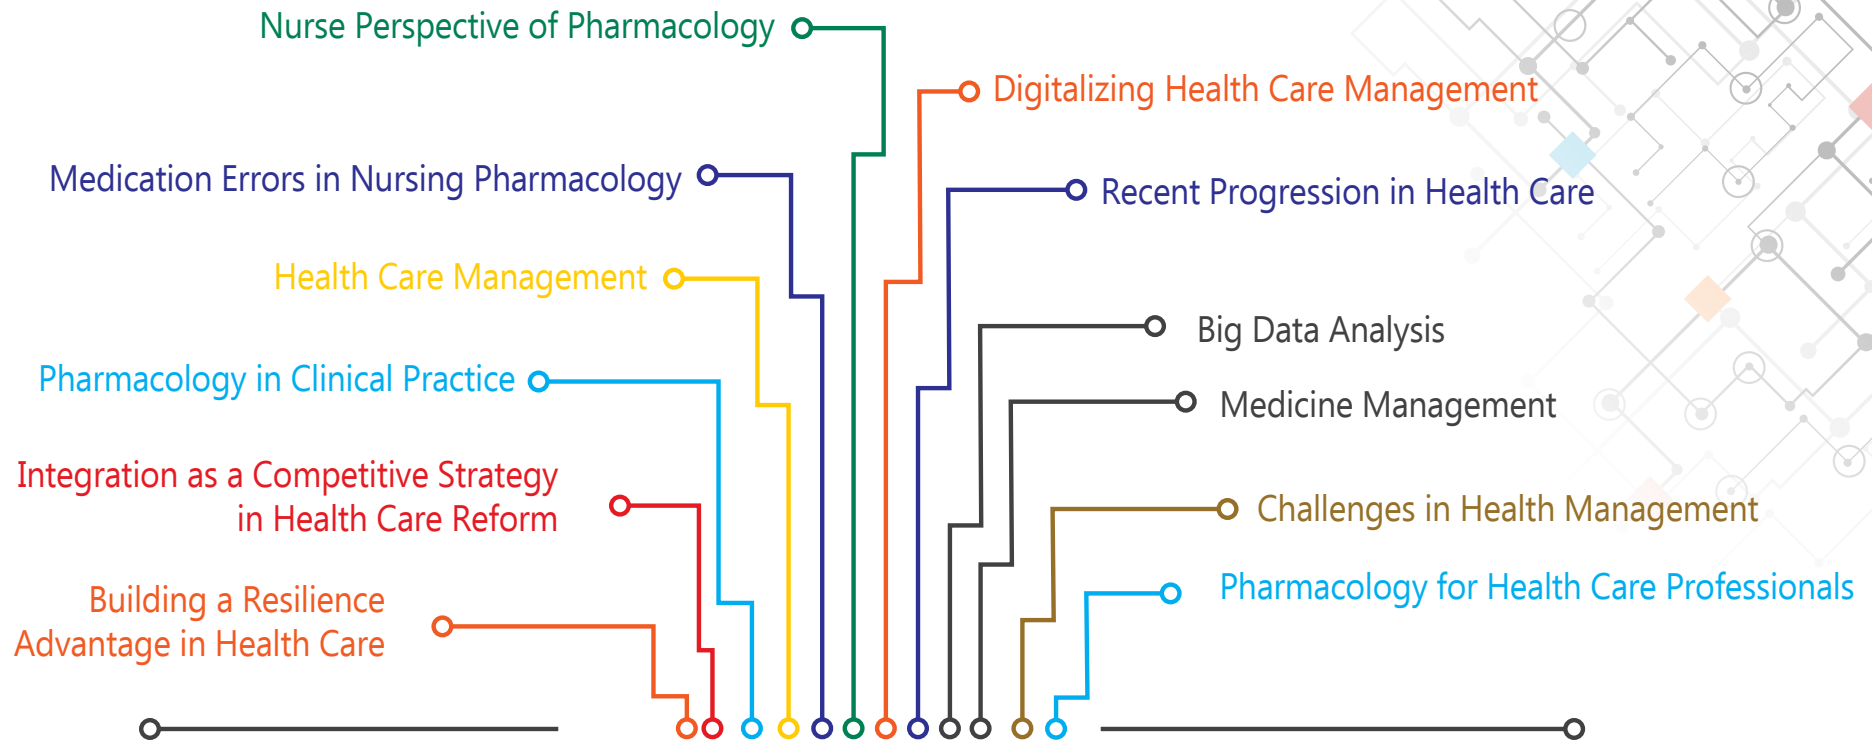 Nurse Perspective of Pharmacology
Medication Errors in Nursing Pharmacology
Health Care Management
Pharmacology in Clinical Practice
Integration as a Competitive Strategy
in Health Care Reform
Building a Resilience
Advantage in Health Care
Digitalizing Health Care Management
Recent Progression in Health Care
Big Data Analysis
Medicine Management
Challenges in Health Management
Pharmacology for Health Care Professionals